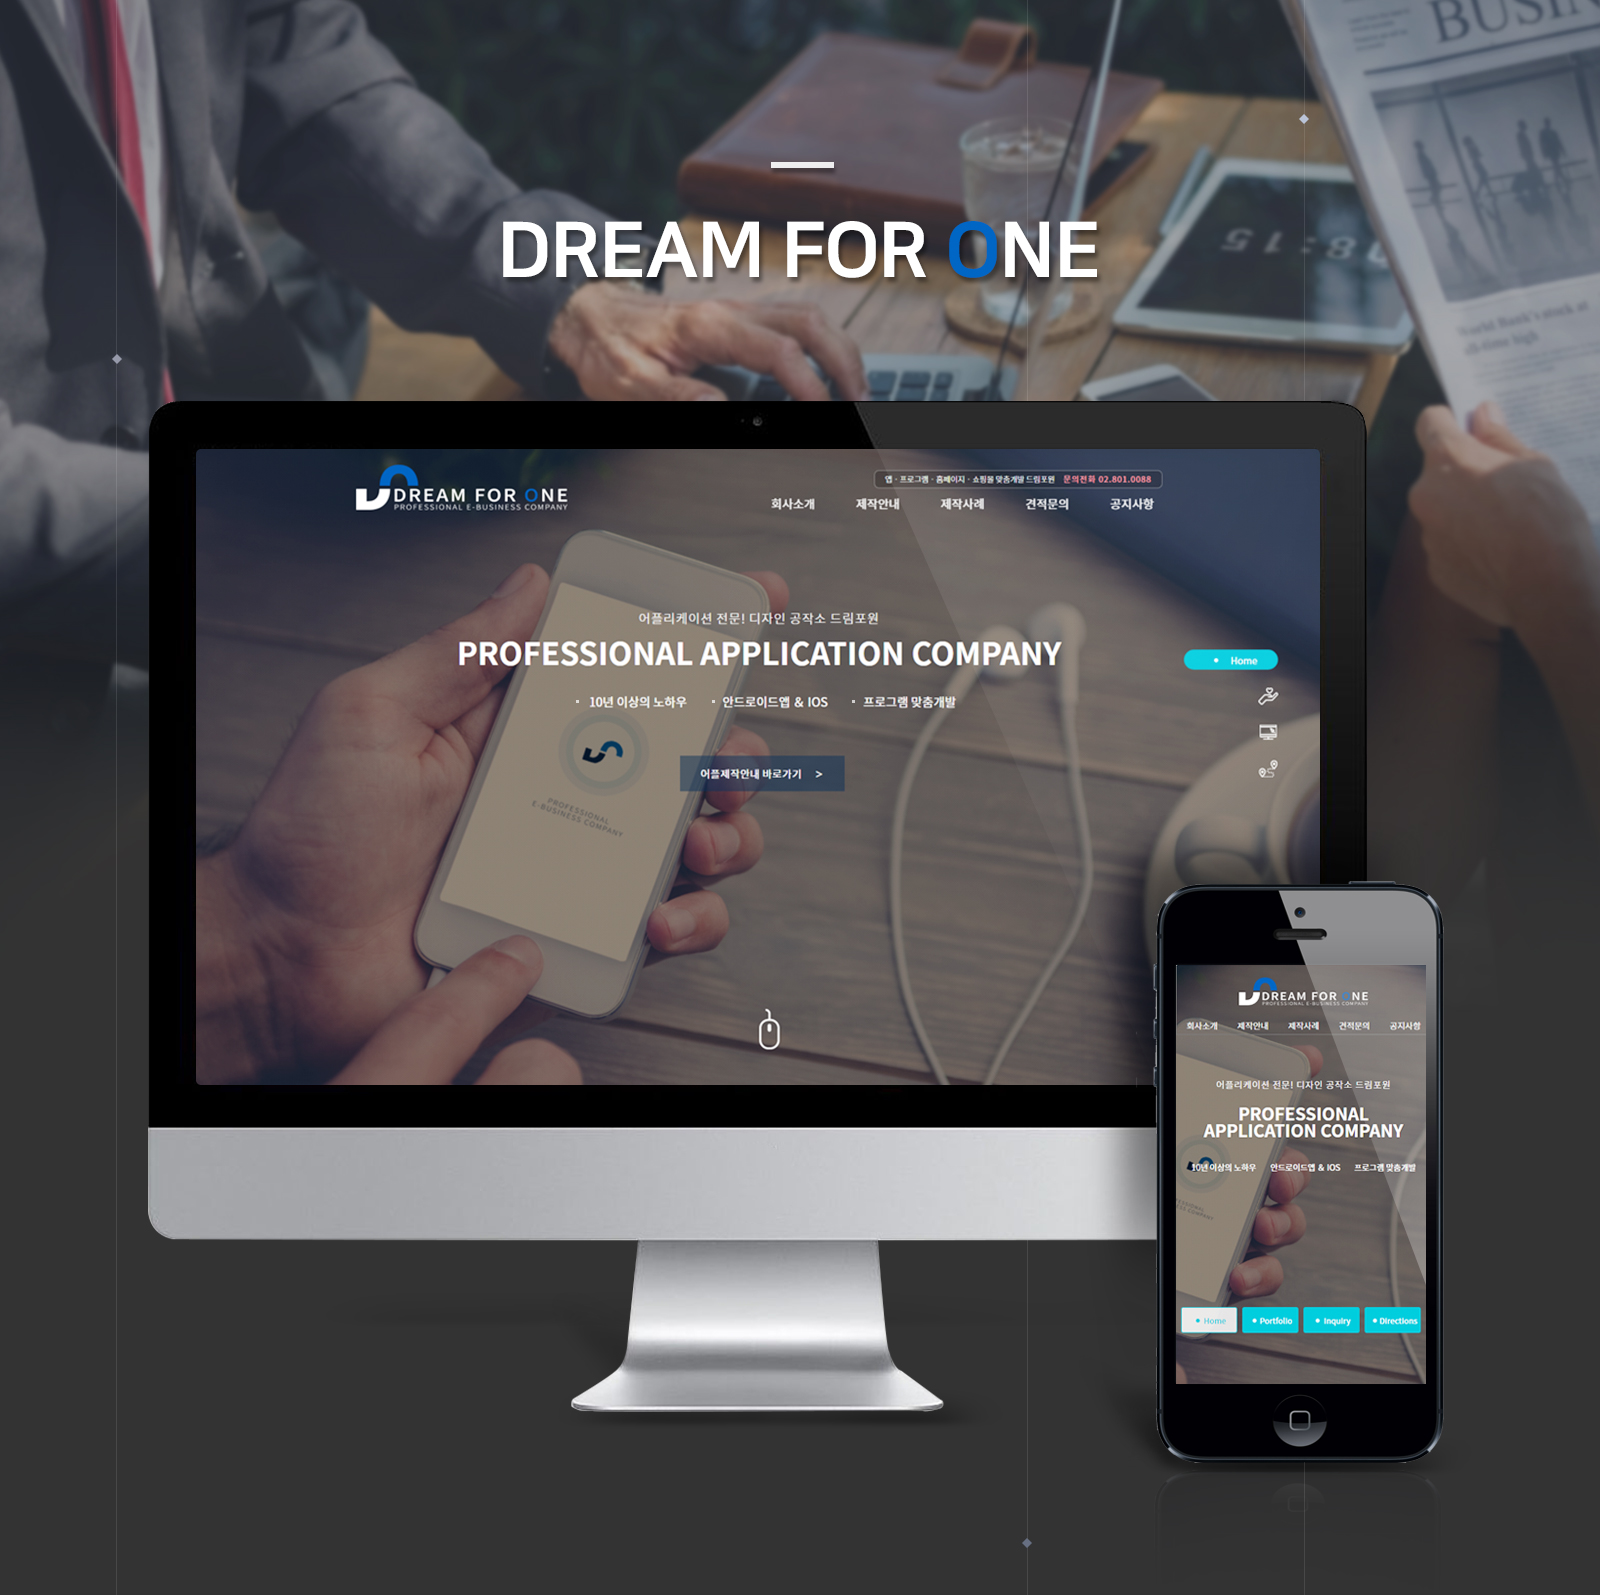 BUSIN
08:15
World Bank's stock at
all-time high
DREAM FOR ONE
DREAM FOR ONE
PROFESSIONAL E-BUSINESS COMPANY
앱 · 프로그램 · 홈페이지 · 쇼핑몰 맞춤개발 드림포원 문의전화 02.801.0088
회사소개 제작안내 제작사례 견적문의 공지사항
어플리케이션 전문! 디자인 공작소 드림포원
PROFESSIONAL APPLICATION COMPANY
10년 이상의 노하우 안드로이드앱 & IOS 프로그램 맞춤개발
Home
어플제작안내 바로가기 >
PROFESSIONAL
E-BUSINESS COMPANY
DREAM FOR ONE
PROFESSIONAL E-BUSINESS COMPANY
회사소개 제작안내 제작사례 견적문의 공지사항
어플리케이션 전문! 디자인 공작소 드림포원
PROFESSIONAL
APPLICATION COMPANY
10년 이상의 노하우 안드로이드앱 & IOS 프로그램 맞춤개발
Home Portfolio Inquiry Directions